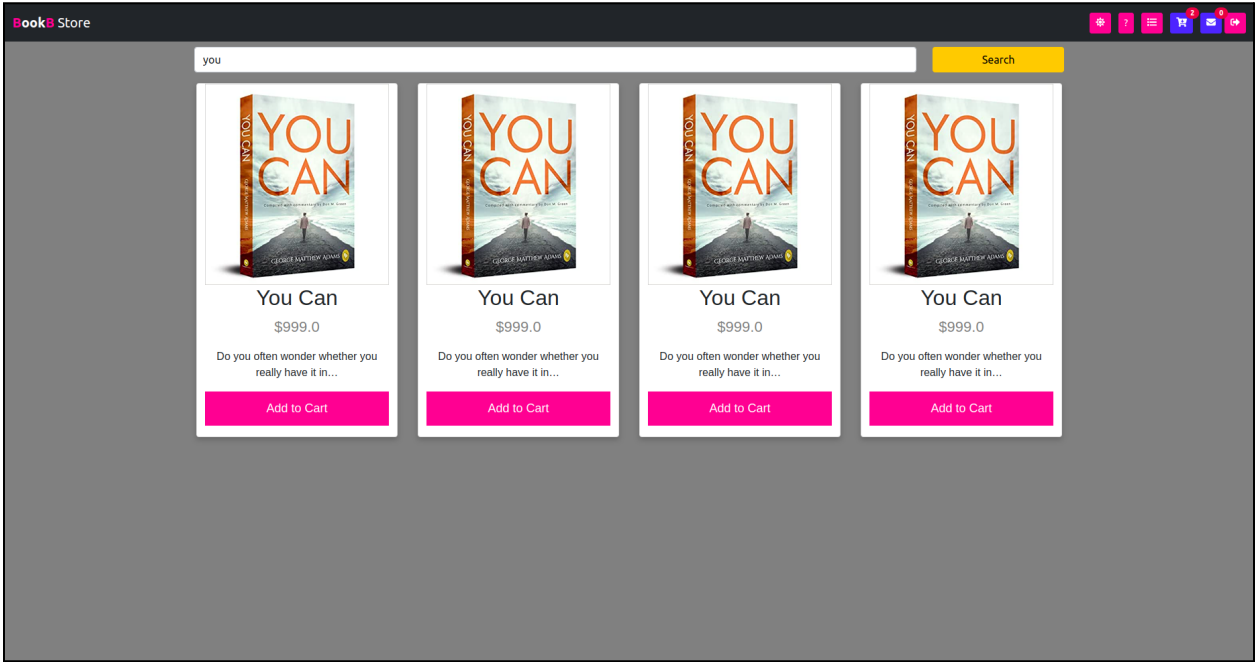 BookB Store
?
2
0
you
Search
YOU CAN
YOU CAN
YOU CAN
YOU CAN
YOU
CAN
YOU
CAN
YOU
CAN
YOU
CAN
GEORGE MATTHEW ADAMS
GEORGE MATTHEW ADAMS
GEORGE MATTHEW ADAMS
GEORGE MATTHEW ADAMS
You Can
You Can
You Can
You Can
$999.0
$999.0
$999.0
$999.0
Do you often wonder whether you
really have it in…
Do you often wonder whether you
really have it in…
Do you often wonder whether you
really have it in…
Do you often wonder whether you
really have it in…
Add to Cart
Add to Cart
Add to Cart
Add to Cart